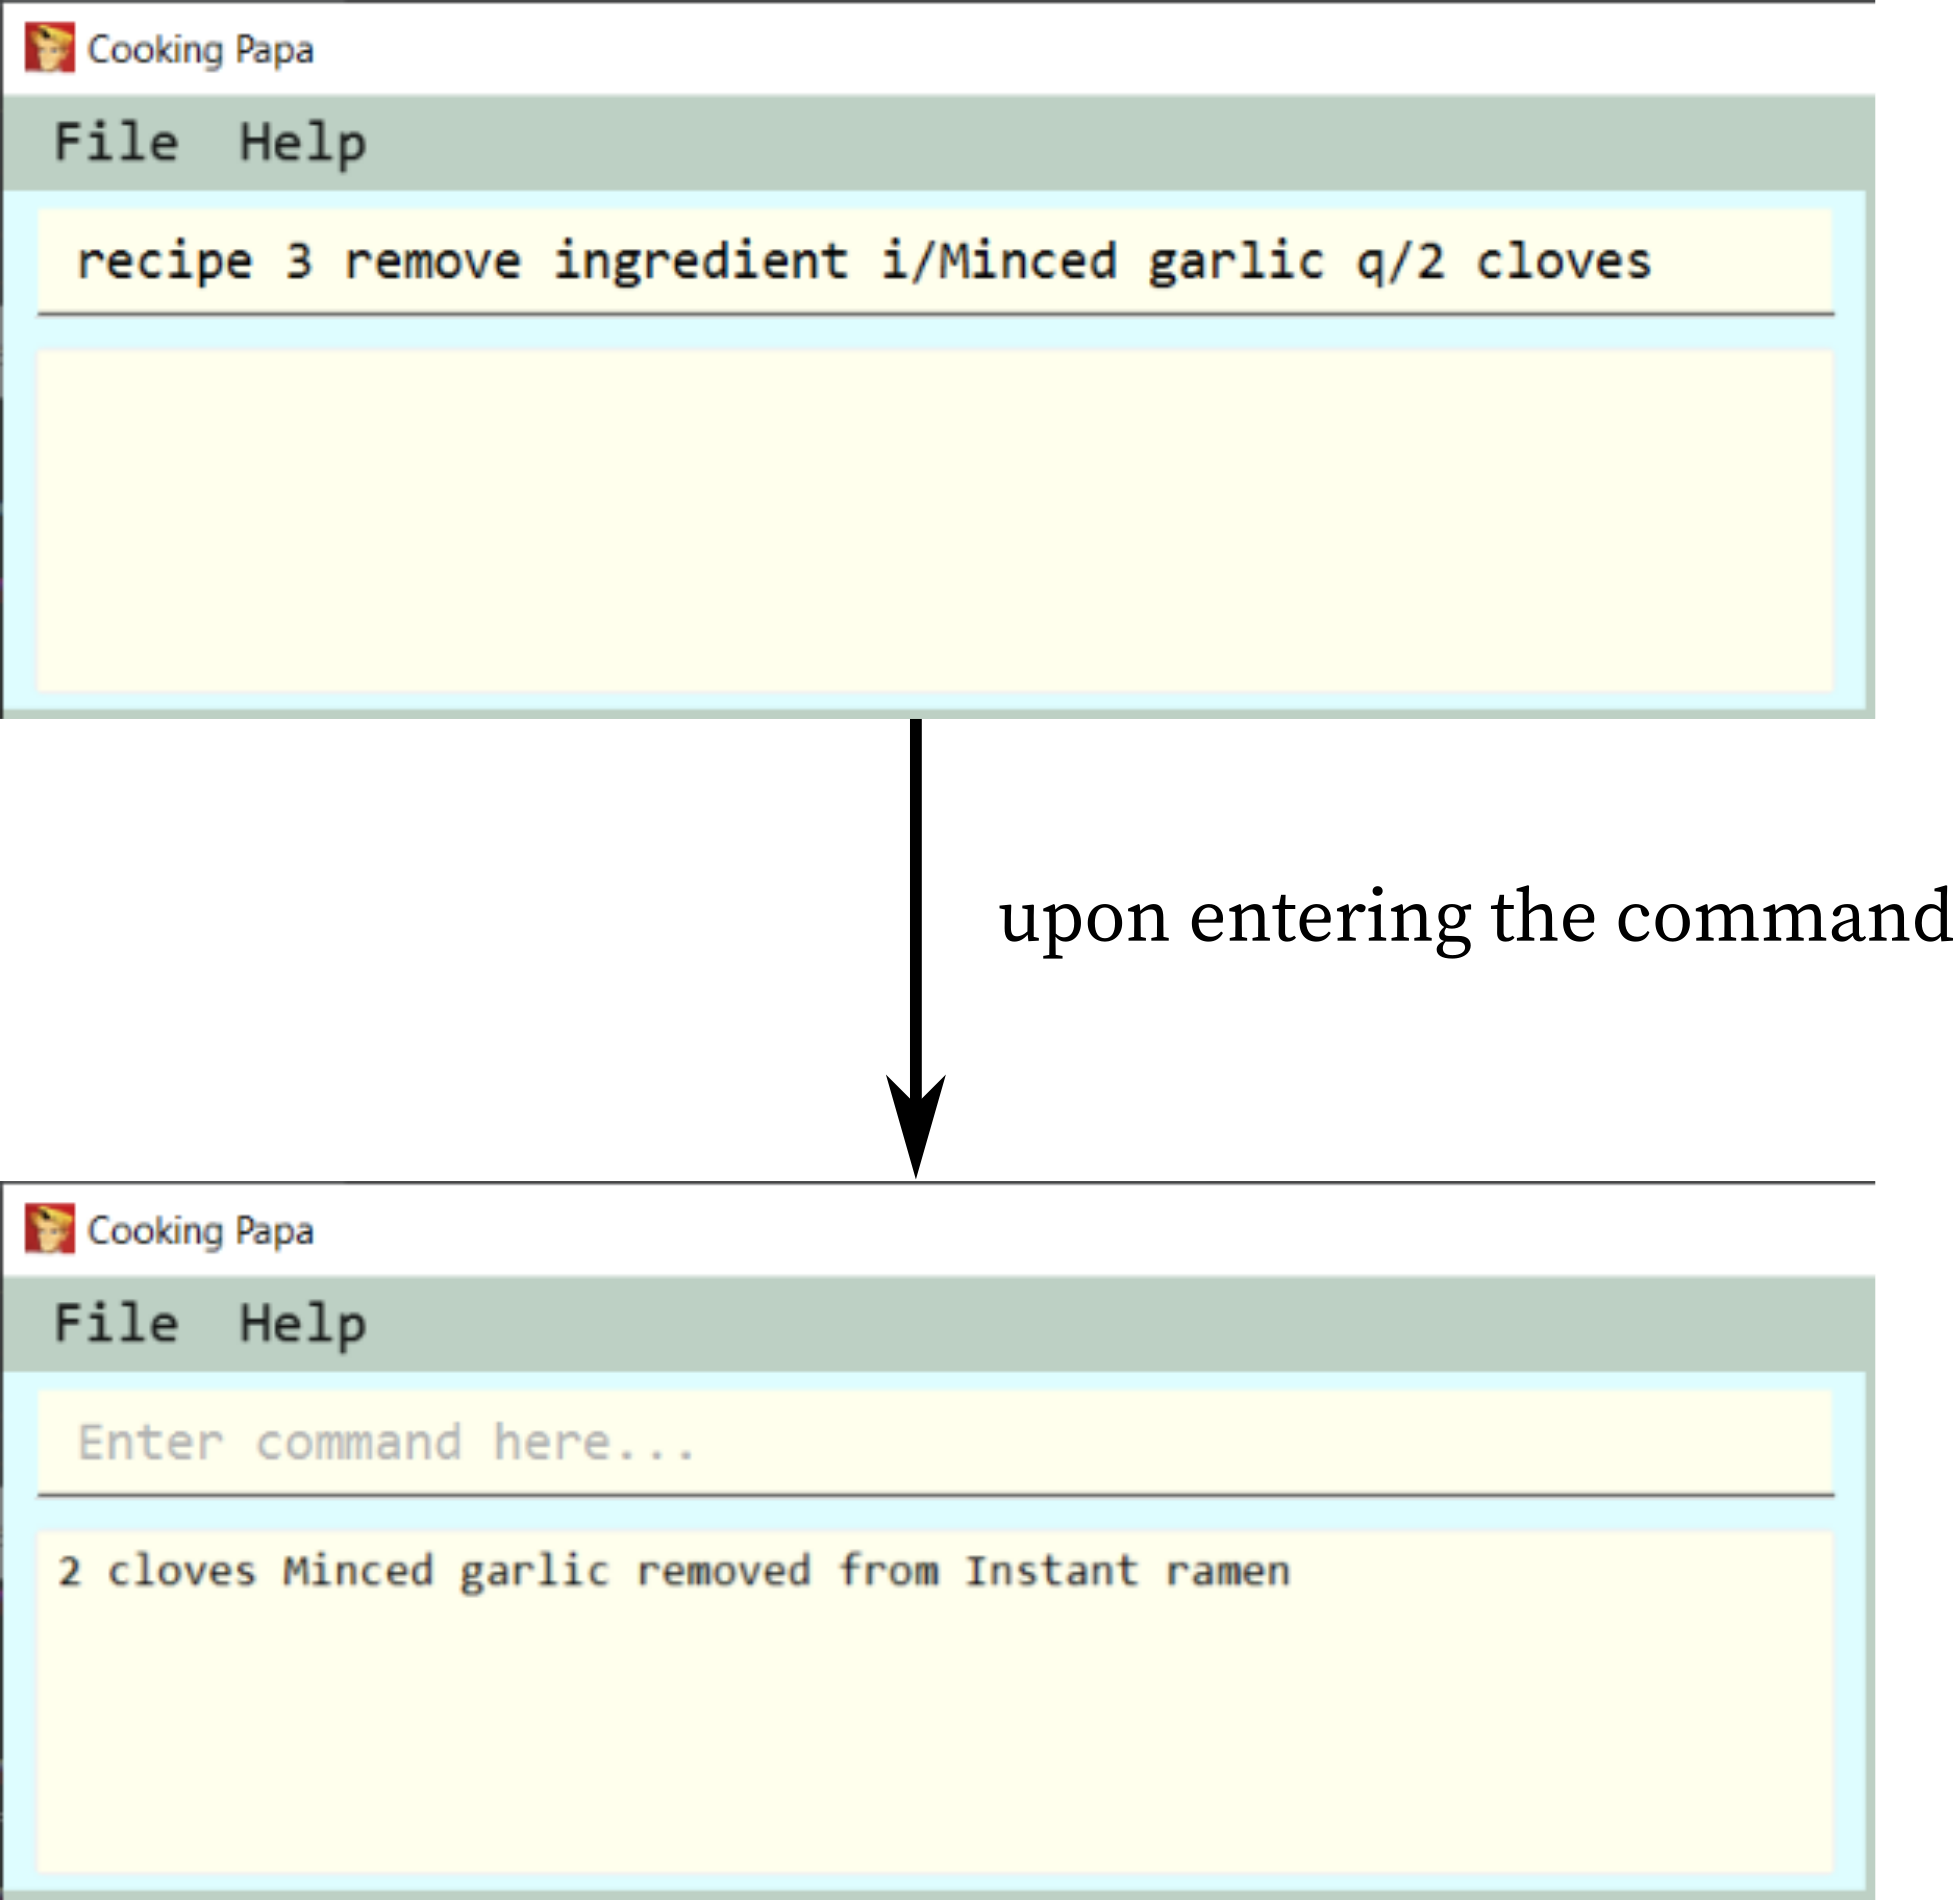 Cooking Papa
File Help
recipe 3 remove ingredient i/Minced garlic q/2 cloves
upon entering the command
Cooking Papa
File Help
Enter command here...
2 cloves Minced garlic removed from Instant ramen